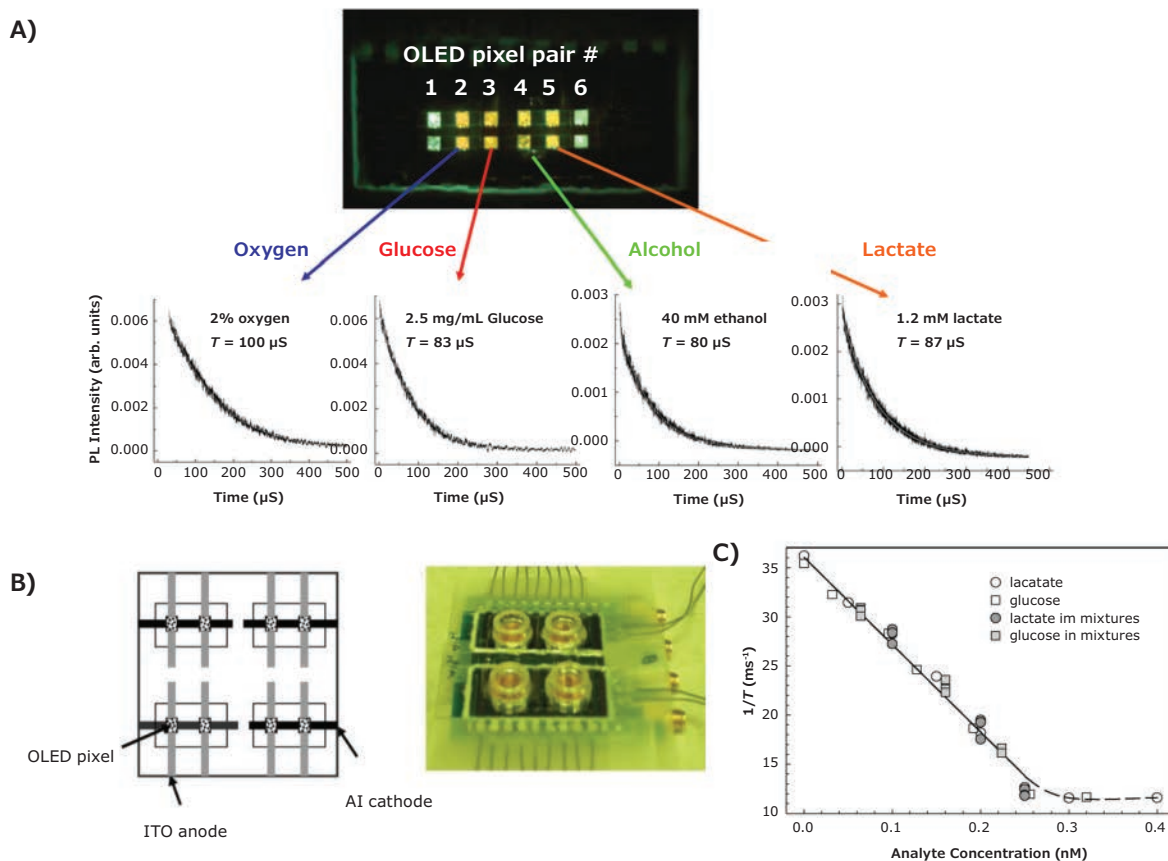 A)
OLED pixel pair #
1 2 3 4 5 6
Oxygen
Glucose
Alcohol
Lactate
PL Intensity (arb. units)
0.006
0.004
0.002
0.000
2% oxygen
T = 100 µS
100 200 300 400 500
Time (µS)
0.006
0.004
0.002
0.000
2.5 mg/mL Glucose
T = 83 µS
0 100 200 300 400 500
Time (µS)
0.003
0.002
0.001
0.000
40 mM ethanol
T = 80 µS
0 100 200 300 400 500
Time (µS)
0.003
0.002
0.001
0.000
1.2 mM lactate
T = 87 µS
0 100 200 300 400 500
Time (µS)
B)
OLED pixel
ITO anode
AI cathode
C)
1/T (ms⁻¹)
35
30
25
20
15
10
lacatate
glucose
lactate im mixtures
glucose in mixtures
0.0 0.1 0.2 0.3 0.4
Analyte Concentration (nM)